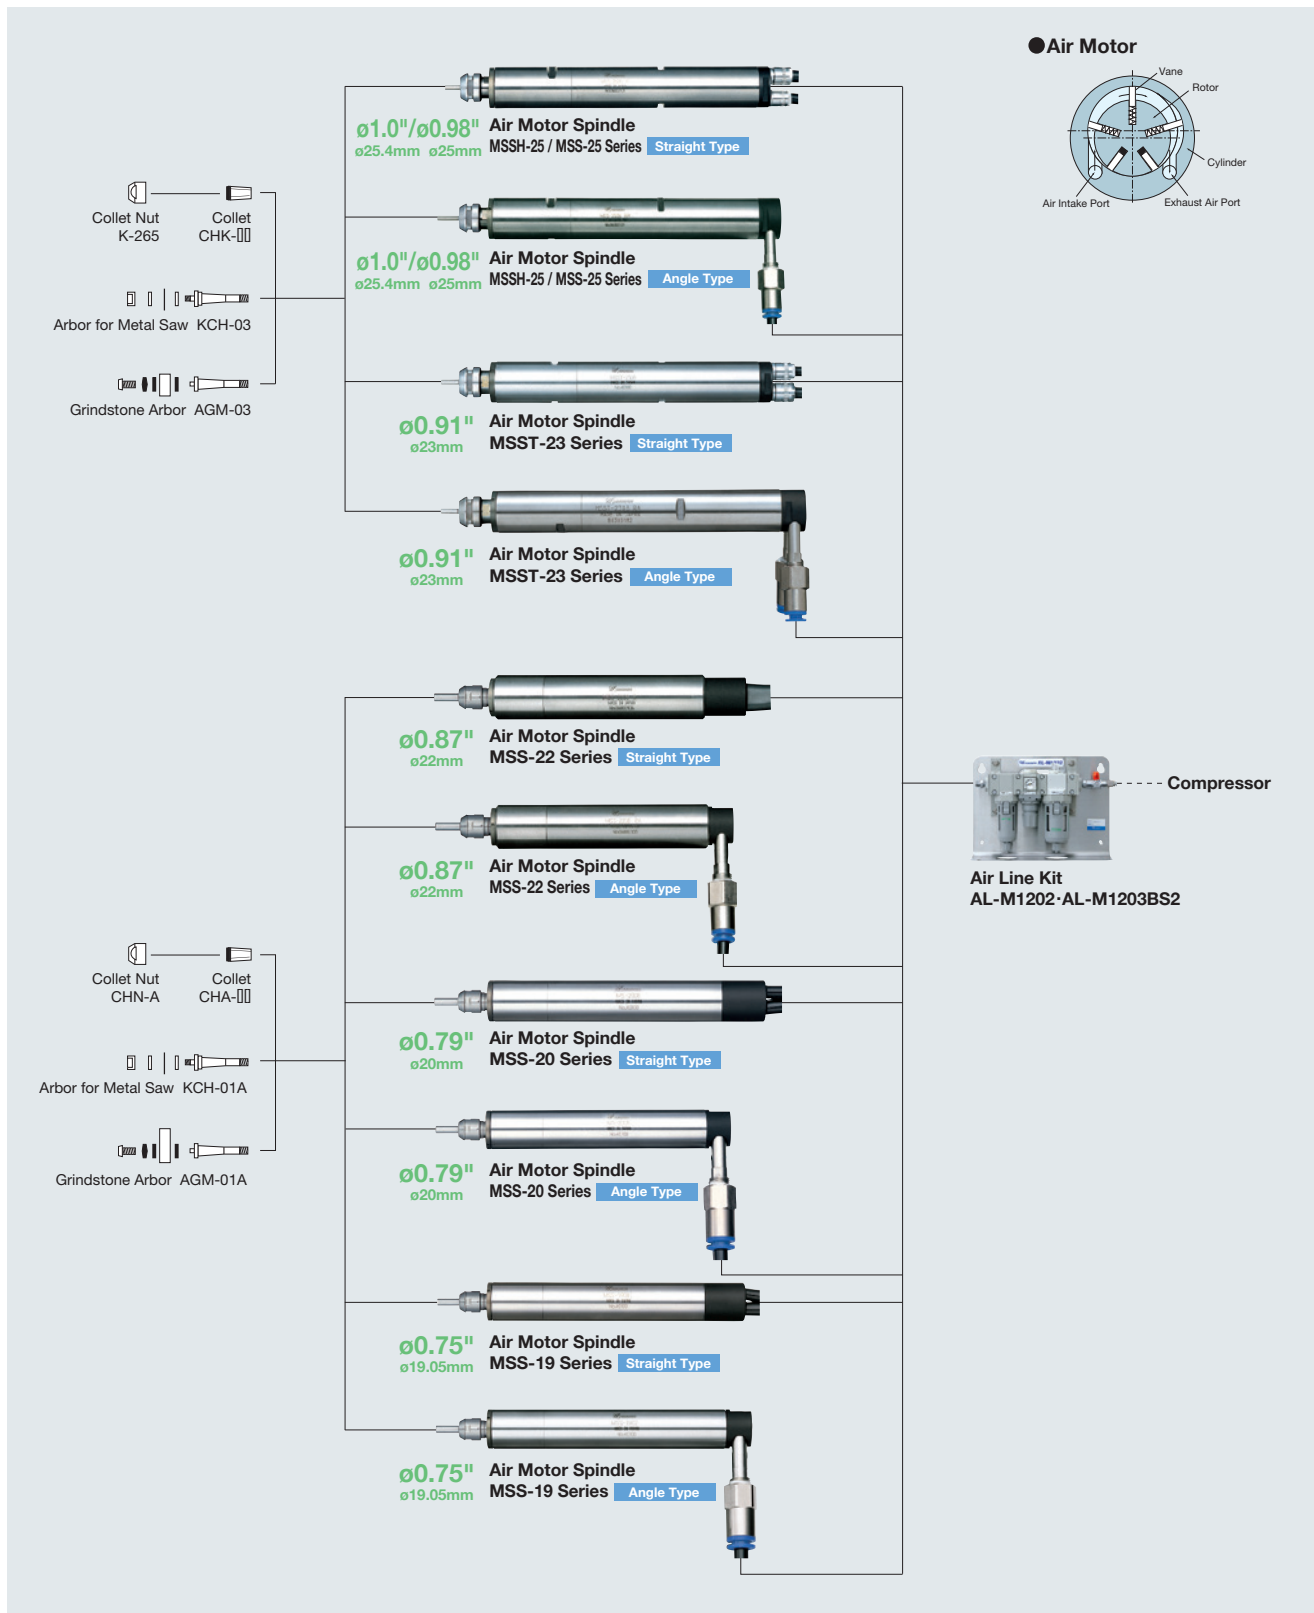 ●Air Motor
Vane
Rotor
Cylinder
Air Intake Port
Exhaust Air Port
ø1.0"/ø0.98"
ø25.4mm ø25mm
Air Motor Spindle
MSSH-25 / MSS-25 Series Straight Type
Collet Nut
K-265
Collet
CHK-▯▯
ø1.0"/ø0.98"
ø25.4mm ø25mm
Air Motor Spindle
MSSH-25 / MSS-25 Series Angle Type
Arbor for Metal Saw KCH-03
Grindstone Arbor AGM-03
ø0.91"
ø23mm
Air Motor Spindle
MSST-23 Series Straight Type
ø0.91"
ø23mm
Air Motor Spindle
MSST-23 Series Angle Type
ø0.87"
ø22mm
Air Motor Spindle
MSS-22 Series Straight Type
Compressor
Air Line Kit
AL-M1202･AL-M1203BS2
ø0.87"
ø22mm
Air Motor Spindle
MSS-22 Series Angle Type
Collet Nut
CHN-A
Collet
CHA-▯▯
ø0.79"
ø20mm
Air Motor Spindle
MSS-20 Series Straight Type
Arbor for Metal Saw KCH-01A
Grindstone Arbor AGM-01A
ø0.79"
ø20mm
Air Motor Spindle
MSS-20 Series Angle Type
ø0.75"
ø19.05mm
Air Motor Spindle
MSS-19 Series Straight Type
ø0.75"
ø19.05mm
Air Motor Spindle
MSS-19 Series Angle Type